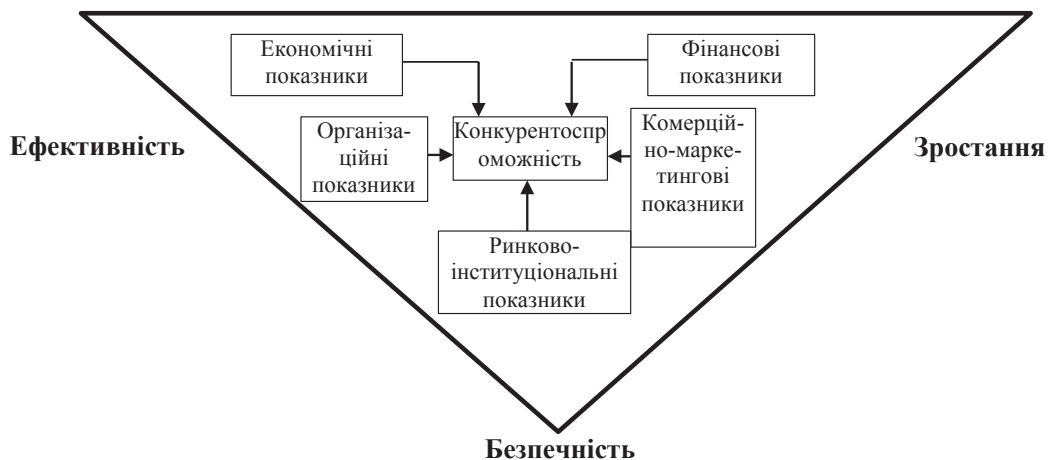 Економічні
показники
Фінансові
показники
Ефективність
Організа-
ційні
показники
Конкурентоспр
оможність
Комерцій-
но-марке-
тингові
показники
Зростання
Ринково-
інституціональні
показники
Безпечність